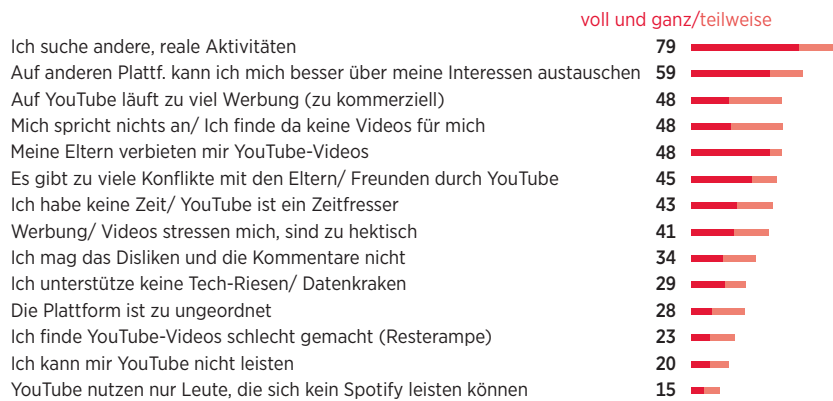 voll und ganz/teilweise
Ich suche andere, reale Aktivitäten 79
Auf anderen Plattf. kann ich mich besser über meine Interessen austauschen 59
Auf YouTube läuft zu viel Werbung (zu kommerziell) 48
Mich spricht nichts an/ Ich finde da keine Videos für mich 48
Meine Eltern verbieten mir YouTube-Videos 48
Es gibt zu viele Konflikte mit den Eltern/ Freunden durch YouTube 45
Ich habe keine Zeit/ YouTube ist ein Zeitfresser 43
Werbung/ Videos stressen mich, sind zu hektisch 41
Ich mag das Disliken und die Kommentare nicht 34
Ich unterstütze keine Tech-Riesen/ Datenkraken 29
Die Plattform ist zu ungeordnet 28
Ich finde YouTube-Videos schlecht gemacht (Resterampe) 23
Ich kann mir YouTube nicht leisten 20
YouTube nutzen nur Leute, die sich kein Spotify leisten können 15